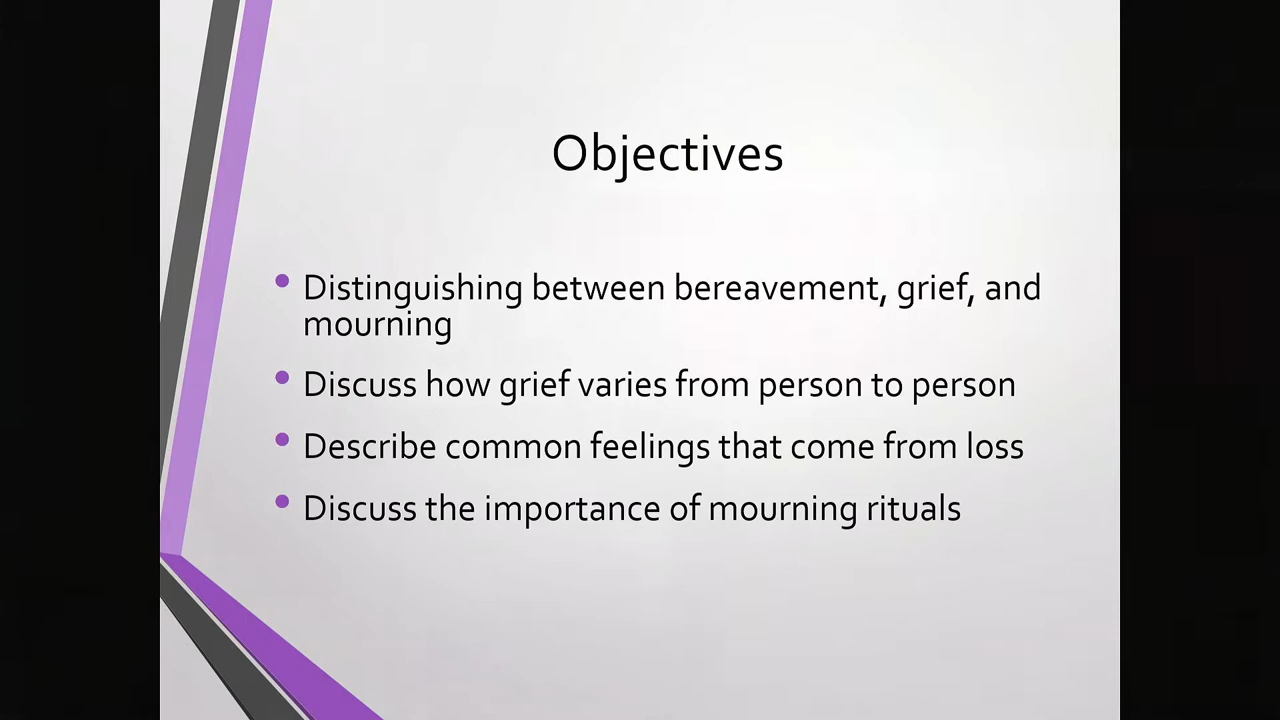 Objectives
Distinguishing between bereavement, grief, and
mourning
Discuss how grief varies from person to person
Describe common feelings that come from loss
Discuss the importance of mourning rituals